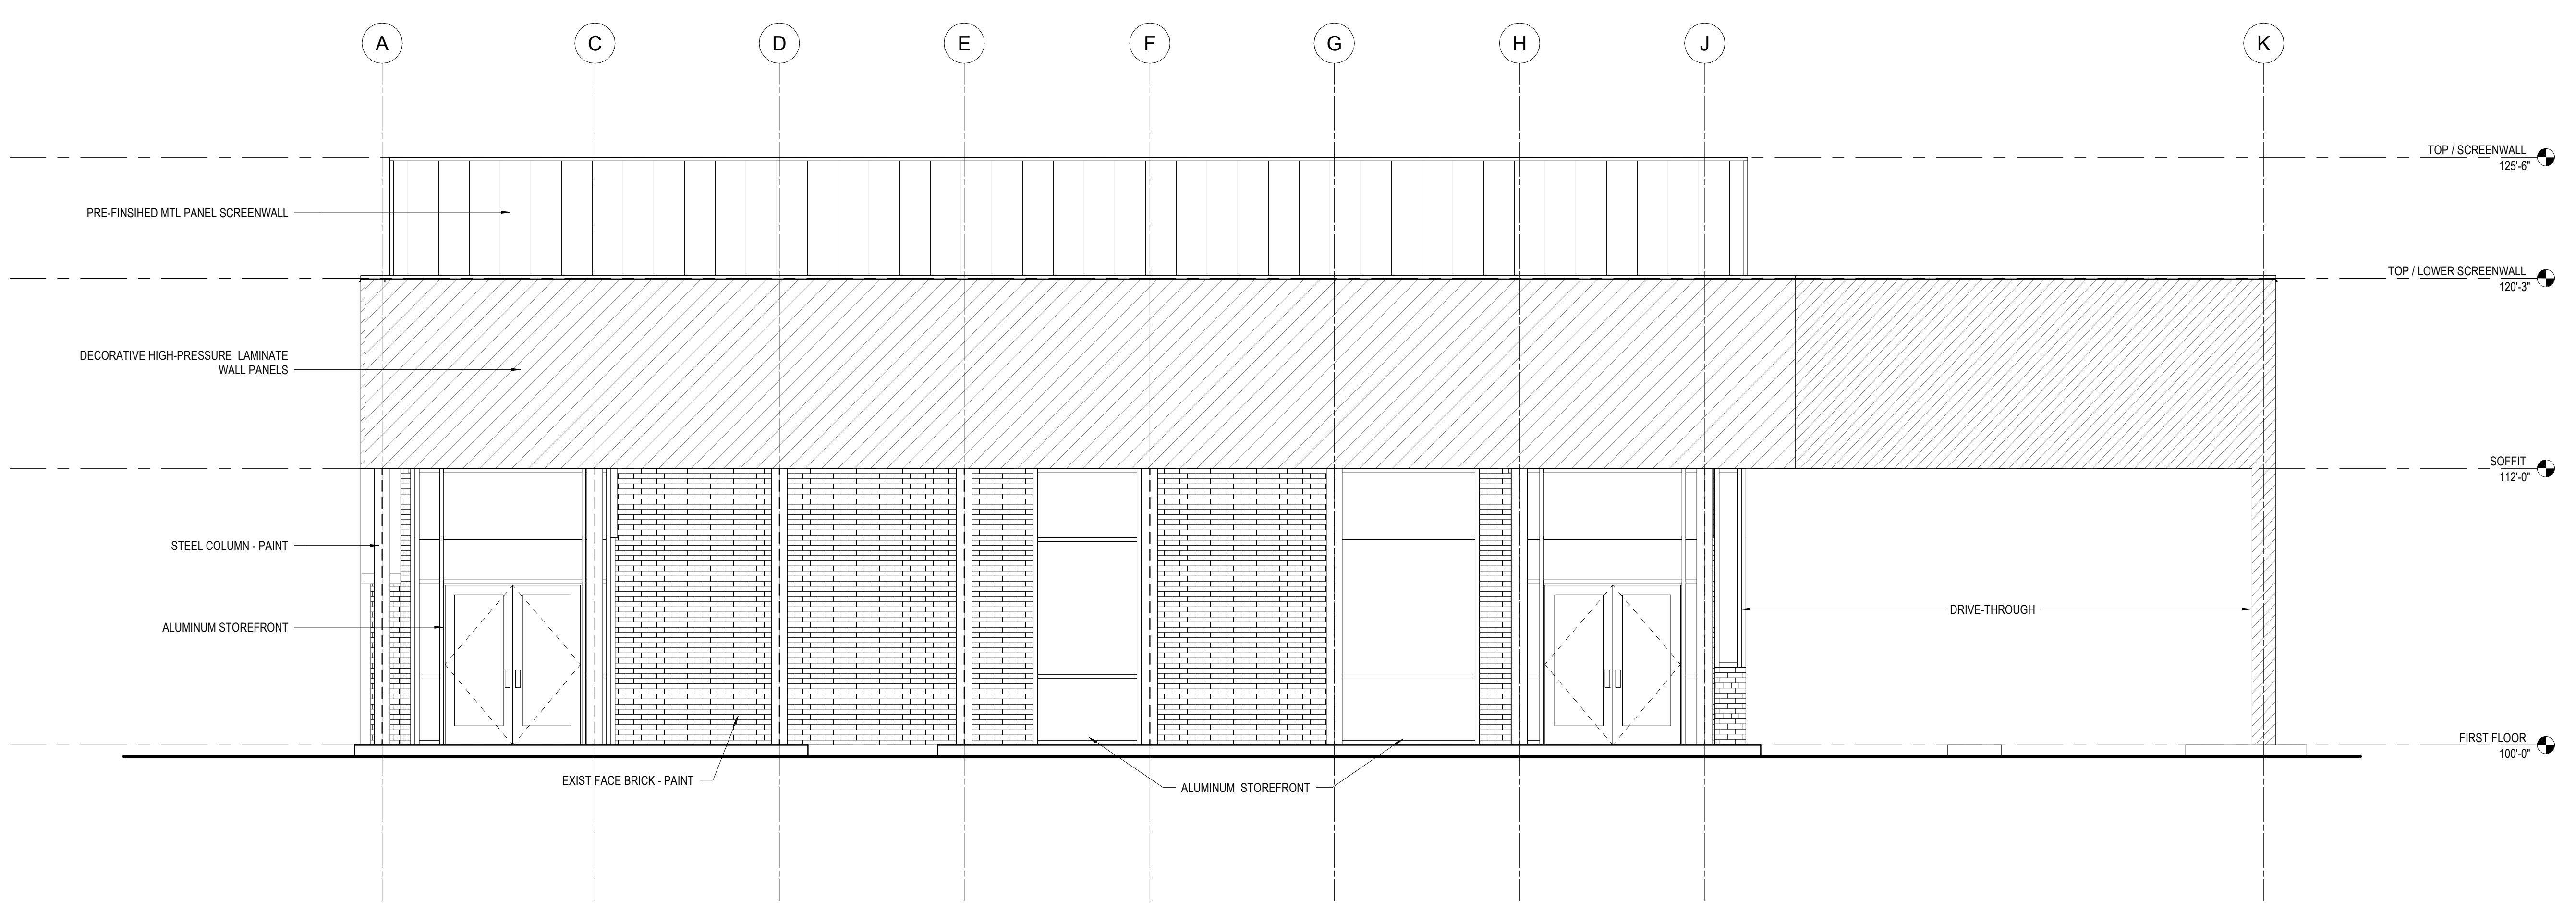 A C D E F G H J K
TOP / SCREENWALL
125'-6"
PRE-FINSIHED MTL PANEL SCREENWALL
TOP / LOWER SCREENWALL
120'-3"
DECORATIVE HIGH-PRESSURE LAMINATE
WALL PANELS
SOFFIT
112'-0"
STEEL COLUMN - PAINT
DRIVE-THROUGH
ALUMINUM STOREFRONT
FIRST FLOOR
100'-0"
EXIST FACE BRICK - PAINT
ALUMINUM STOREFRONT